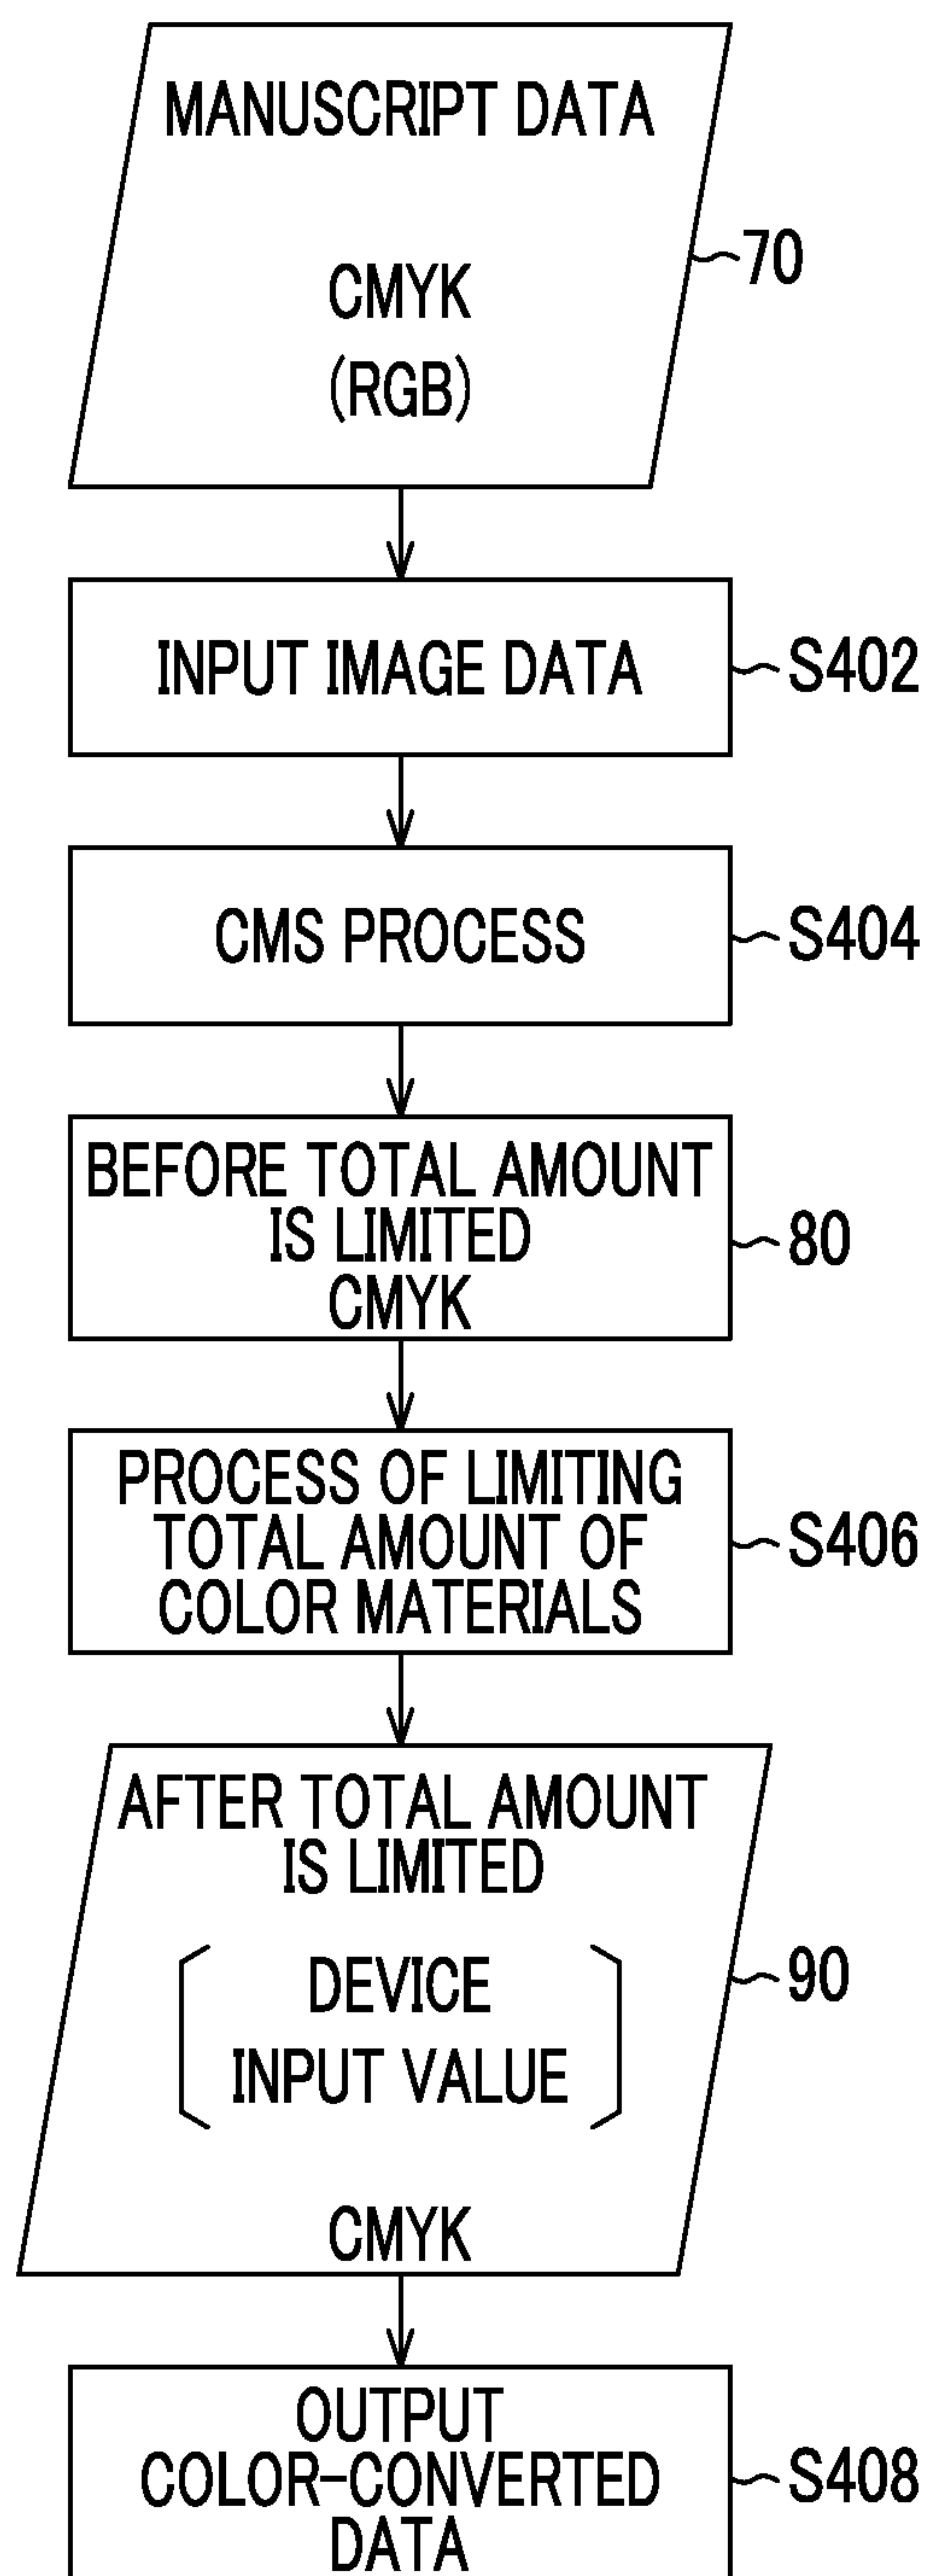 MANUSCRIPT DATA
CMYK
(RGB)
70
INPUT IMAGE DATA
S402
CMS PROCESS
S404
BEFORE TOTAL AMOUNT
IS LIMITED
CMYK
80
PROCESS OF LIMITING
TOTAL AMOUNT OF
COLOR MATERIALS
S406
AFTER TOTAL AMOUNT
IS LIMITED
DEVICE
INPUT VALUE
CMYK
90
OUTPUT
COLOR-CONVERTED
DATA
S408